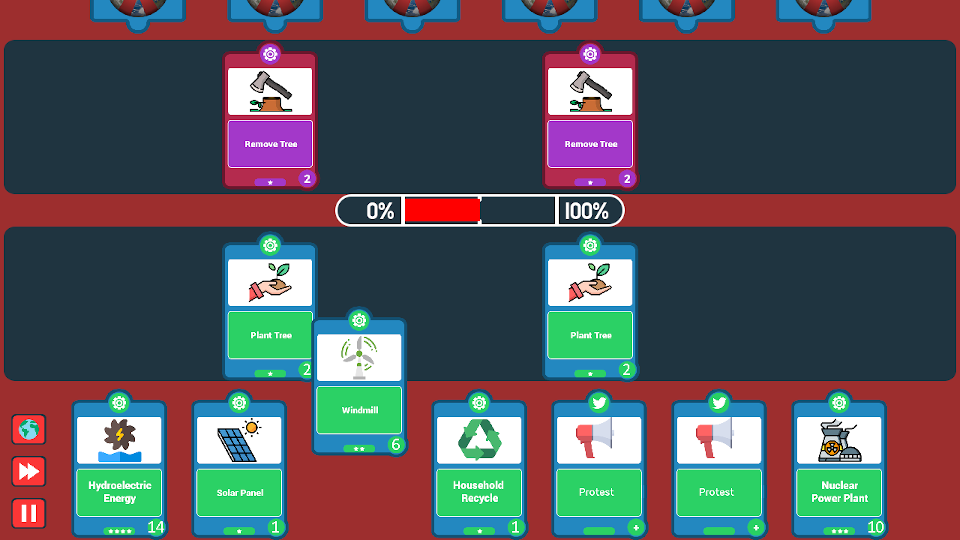 Remove Tree
2
Remove Tree
2
0%
100%
Plant Tree
2
Plant Tree
2
Windmill
6
Hydroelectric
Energy
14
Solar Panel
1
Household
Recycle
1
Protest
+
Protest
+
Nuclear
Power Plant
10